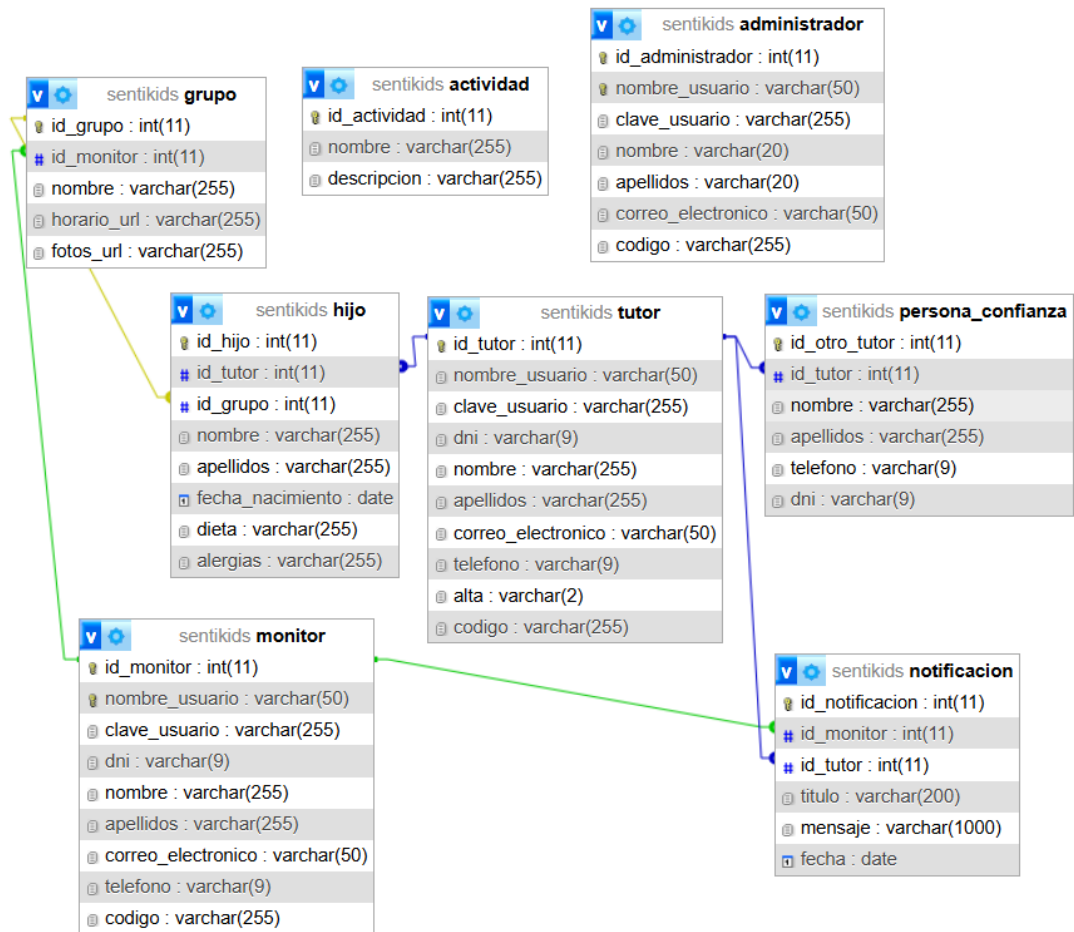 sentikids administrador
id_administrador : int(11)
nombre_usuario : varchar(50)
clave_usuario : varchar(255)
nombre : varchar(20)
apellidos : varchar(20)
correo_electronico : varchar(50)
codigo : varchar(255)
sentikids grupo
id_grupo : int(11)
id_monitor : int(11)
nombre : varchar(255)
horario_url : varchar(255)
fotos_url : varchar(255)
sentikids actividad
id_actividad : int(11)
nombre : varchar(255)
descripcion : varchar(255)
sentikids hijo
id_hijo : int(11)
id_tutor : int(11)
id_grupo : int(11)
nombre : varchar(255)
apellidos : varchar(255)
fecha_nacimiento : date
dieta : varchar(255)
alergias : varchar(255)
sentikids tutor
id_tutor : int(11)
nombre_usuario : varchar(50)
clave_usuario : varchar(255)
dni : varchar(9)
nombre : varchar(255)
apellidos : varchar(255)
correo_electronico : varchar(50)
telefono : varchar(9)
alta : varchar(2)
codigo : varchar(255)
sentikids persona_confianza
id_otro_tutor : int(11)
id_tutor : int(11)
nombre : varchar(255)
apellidos : varchar(255)
telefono : varchar(9)
dni : varchar(9)
sentikids monitor
id_monitor : int(11)
nombre_usuario : varchar(50)
clave_usuario : varchar(255)
dni : varchar(9)
nombre : varchar(255)
apellidos : varchar(255)
correo_electronico : varchar(50)
telefono : varchar(9)
codigo : varchar(255)
sentikids notificacion
id_notificacion : int(11)
id_monitor : int(11)
id_tutor : int(11)
titulo : varchar(200)
mensaje : varchar(1000)
fecha : date